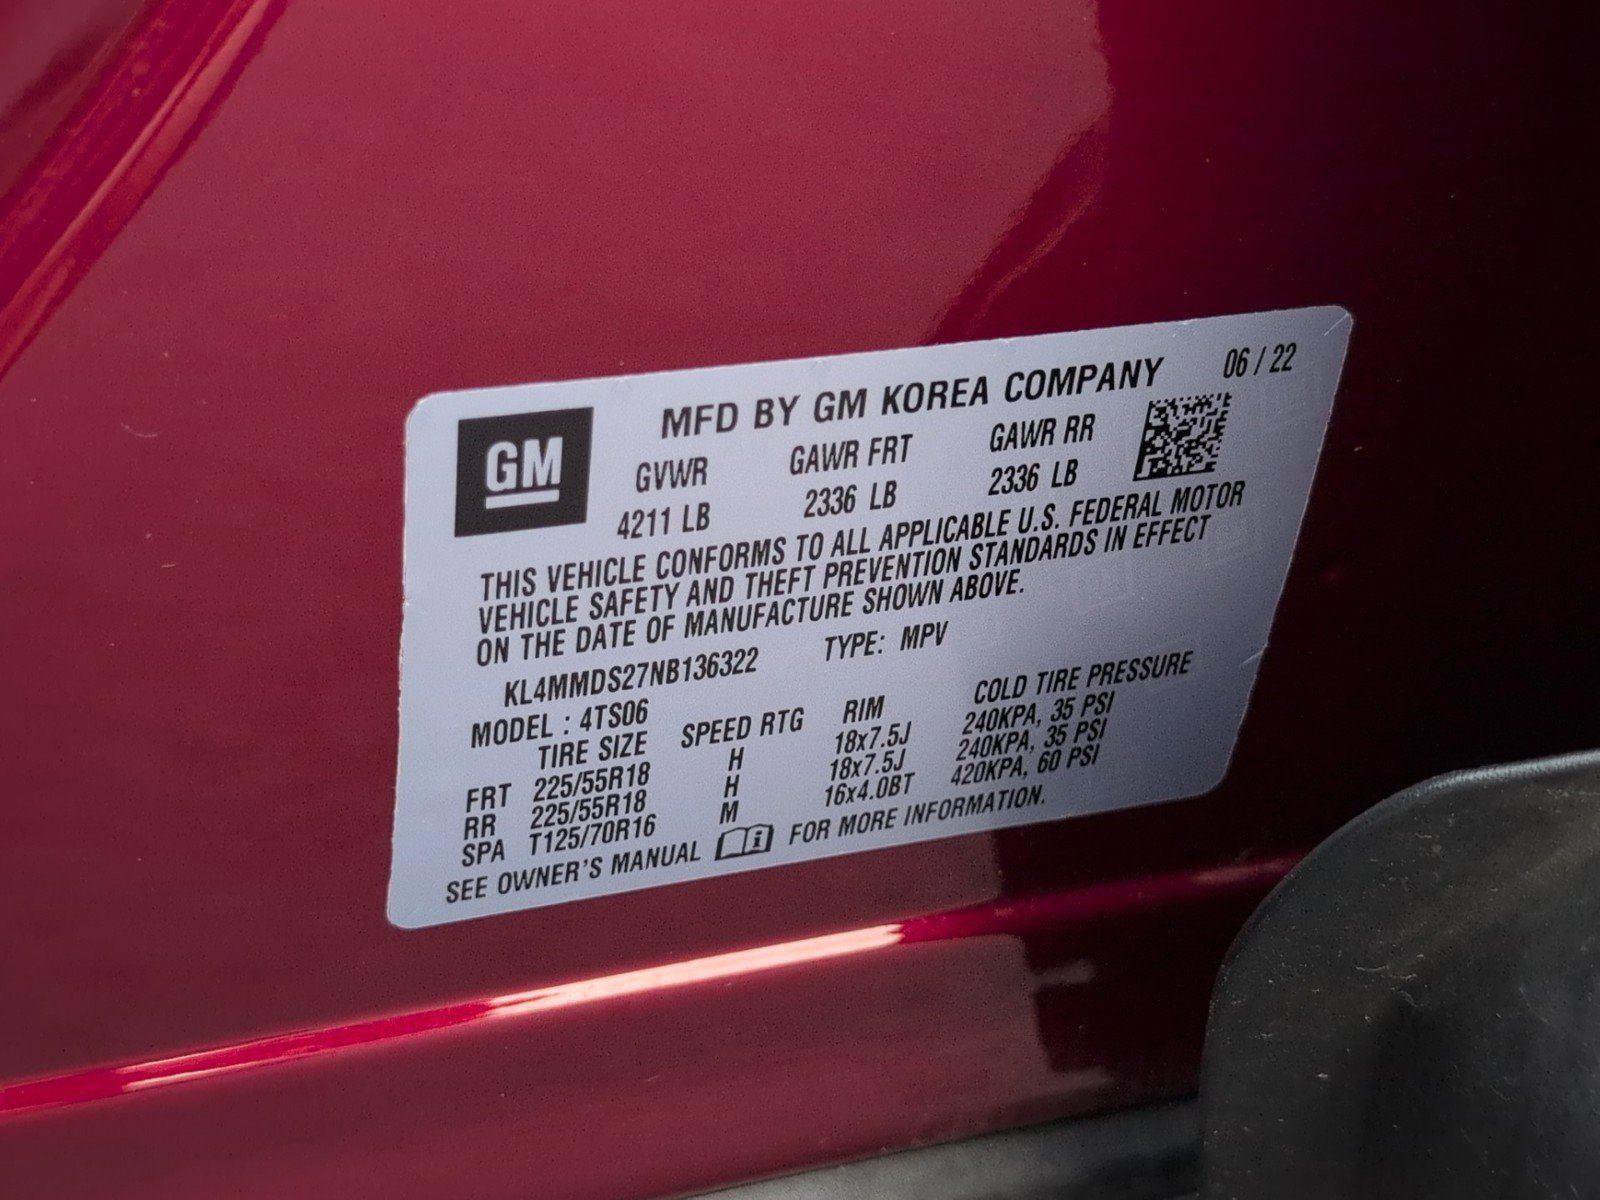 GM
MFD BY GM KOREA COMPANY 06 / 22
GVWR GAWR FRT GAWR RR
4211 LB 2336 LB 2336 LB
THIS VEHICLE CONFORMS TO ALL APPLICABLE U.S. FEDERAL MOTOR
VEHICLE SAFETY AND THEFT PREVENTION STANDARDS IN EFFECT
ON THE DATE OF MANUFACTURE SHOWN ABOVE.
KL4MMDS27NB136322 TYPE: MPV
MODEL : 4TS06
TIRE SIZE SPEED RTG RIM COLD TIRE PRESSURE
FRT 225/55R18 H 18x7.5J 240KPA, 35 PSI
RR 225/55R18 H 18x7.5J 240KPA, 35 PSI
SPA T125/70R16 M 16x4.0BT 420KPA, 60 PSI
SEE OWNER'S MANUAL FOR MORE INFORMATION.